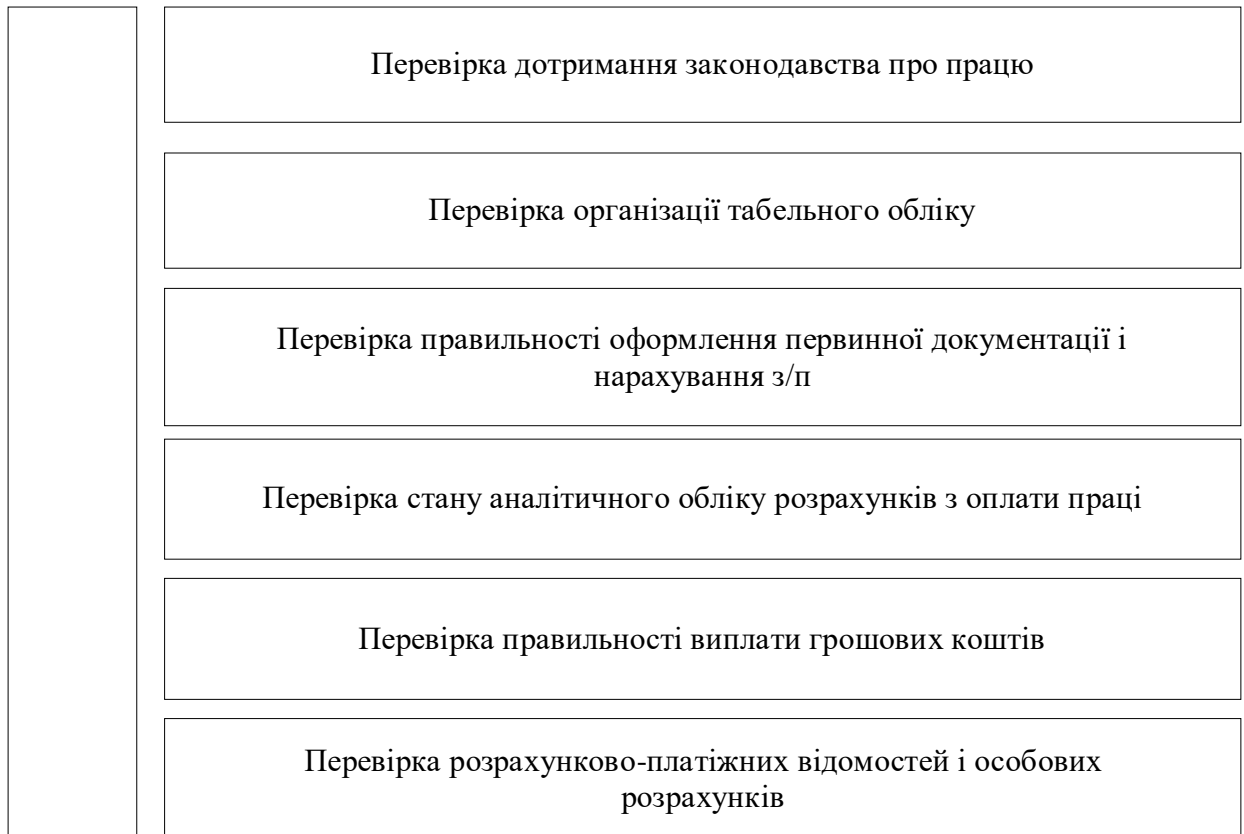 Перевірка дотримання законодавства про працю
Перевірка організації табельного обліку
Перевірка правильності оформлення первинної документації і
нарахування з/п
Перевірка стану аналітичного обліку розрахунків з оплати праці
Перевірка правильності виплати грошових коштів
Перевірка розрахунково-платіжних відомостей і особових
розрахунків